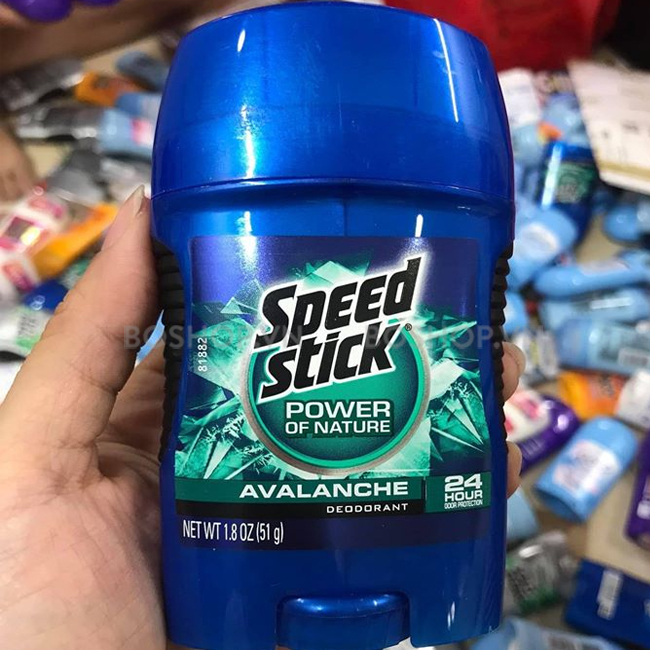 SPEED
STICK®
81882
POWER
OF NATURE
AVALANCHE
DEODORANT
24
HOUR
ODOR PROTECTION
NET WT 1.8 OZ (51 g)